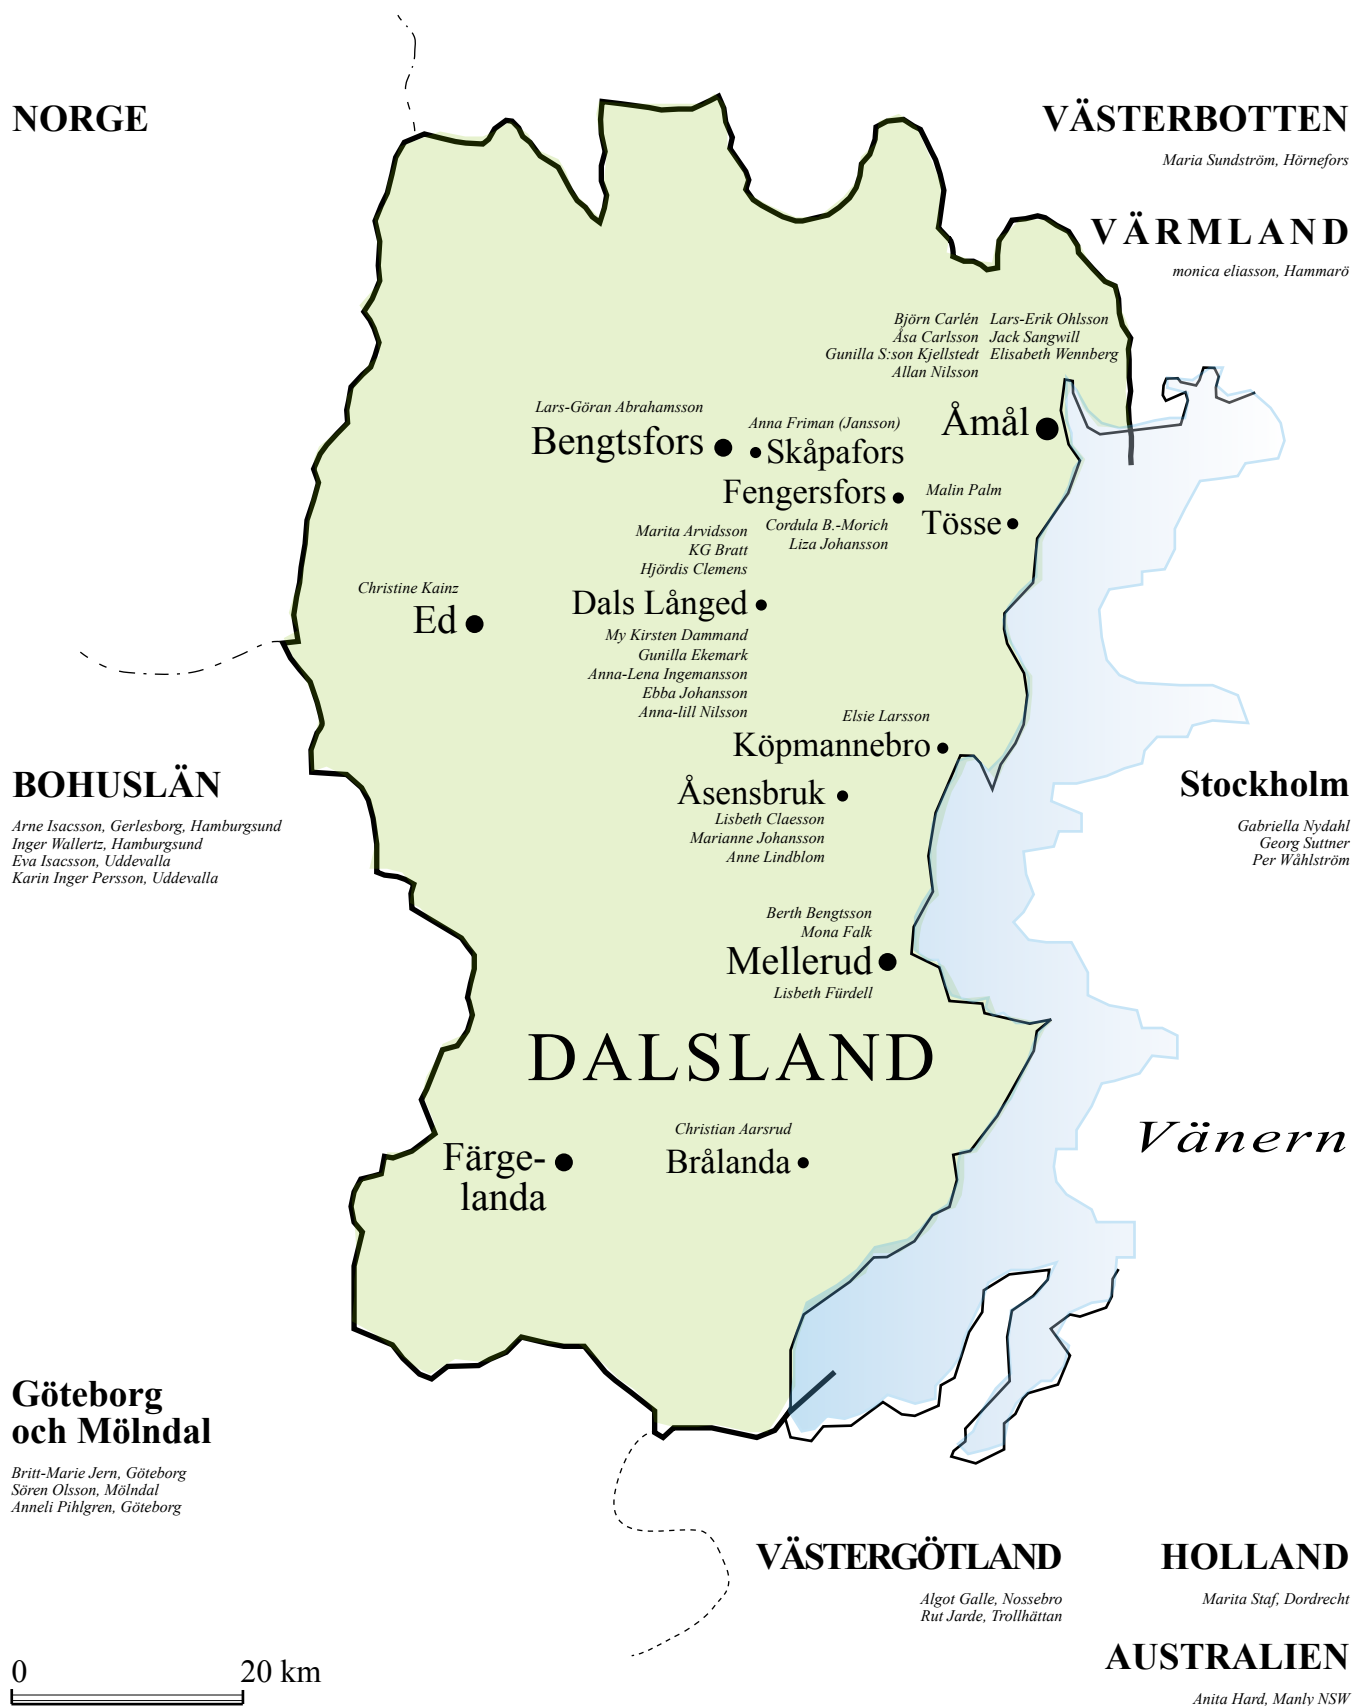 NORGE
VÄSTERBOTTEN
Maria Sundström, Hörnefors
VÄRMLAND
monica eliasson, Hammarö
Björn Carlén
Åsa Carlsson
Gunilla S:son Kjellstedt
Allan Nilsson
Lars-Erik Ohlsson
Jack Sangwill
Elisabeth Wennberg
Åmål
Lars-Göran Abrahamsson
Bengtsfors
Anna Friman (Jansson)
Skåpafors
Fengersfors
Cordula B.-Morich
Liza Johansson
Malin Palm
Tösse
Marita Arvidsson
KG Bratt
Hjördis Clemens
Dals Långed
My Kirsten Dammand
Gunilla Ekemark
Anna-Lena Ingemansson
Ebba Johansson
Anna-lill Nilsson
Christine Kainz
Ed
Elsie Larsson
Köpmannebro
Åsensbruk
Lisbeth Claesson
Marianne Johansson
Anne Lindblom
BOHUSLÄN
Arne Isacsson, Gerlesborg, Hamburgsund
Inger Wallertz, Hamburgsund
Eva Isacsson, Uddevalla
Karin Inger Persson, Uddevalla
Stockholm
Gabriella Nydahl
Georg Suttner
Per Wåhlström
Berth Bengtsson
Mona Falk
Mellerud
Lisbeth Fürdell
DALSLAND
Vänern
Christian Aarsrud
Brålanda
Färge-
landa
Göteborg
och Mölndal
Britt-Marie Jern, Göteborg
Sören Olsson, Mölndal
Anneli Pihlgren, Göteborg
VÄSTERGÖTLAND
Algot Galle, Nossebro
Rut Jarde, Trollhättan
HOLLAND
Marita Staf, Dordrecht
AUSTRALIEN
Anita Hard, Manly NSW
0 20 km